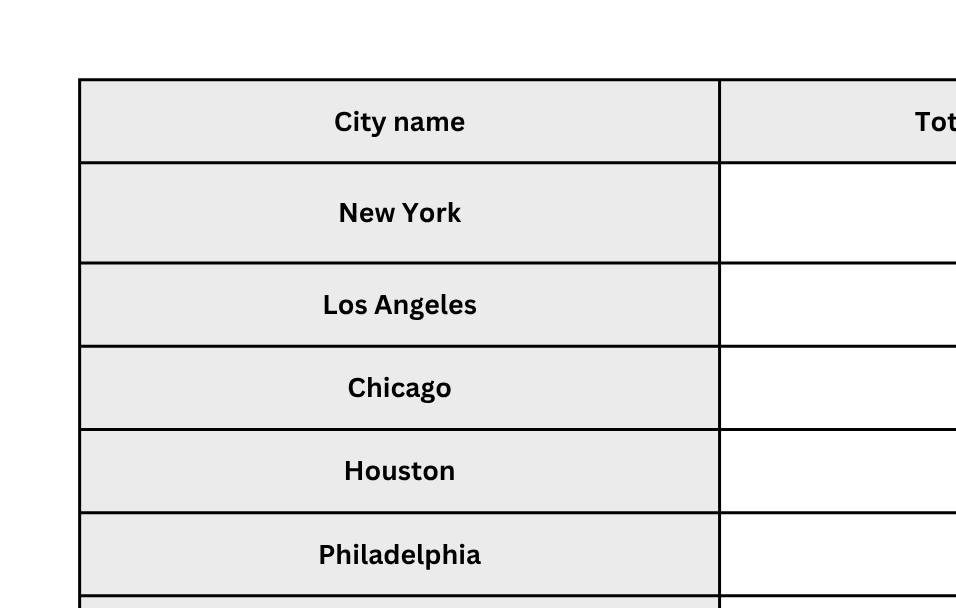 City name
Tot
New York
Los Angeles
Chicago
Houston
Philadelphia